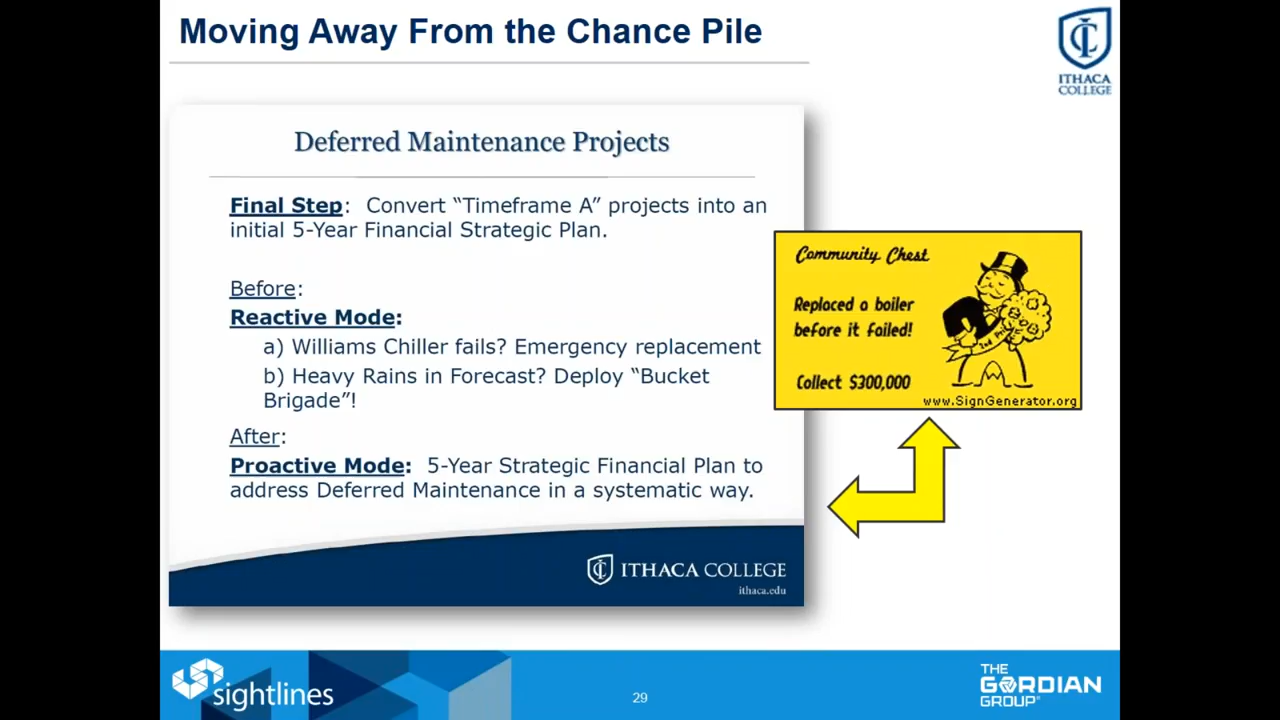 Moving Away From the Chance Pile
ITHACA
COLLEGE
Deferred Maintenance Projects
Final Step: Convert “Timeframe A” projects into an
initial 5-Year Financial Strategic Plan.
Before:
Reactive Mode:
a) Williams Chiller fails? Emergency replacement
b) Heavy Rains in Forecast? Deploy “Bucket
Brigade”!
After:
Proactive Mode: 5-Year Strategic Financial Plan to
address Deferred Maintenance in a systematic way.
ITHACA COLLEGE
ithaca.edu
Community Chest
Replaced a boiler
before it failed!
Collect $300,000
2nd
www.SignGenerator.org
sightlines
29
THE
GORDIAN
GROUP®